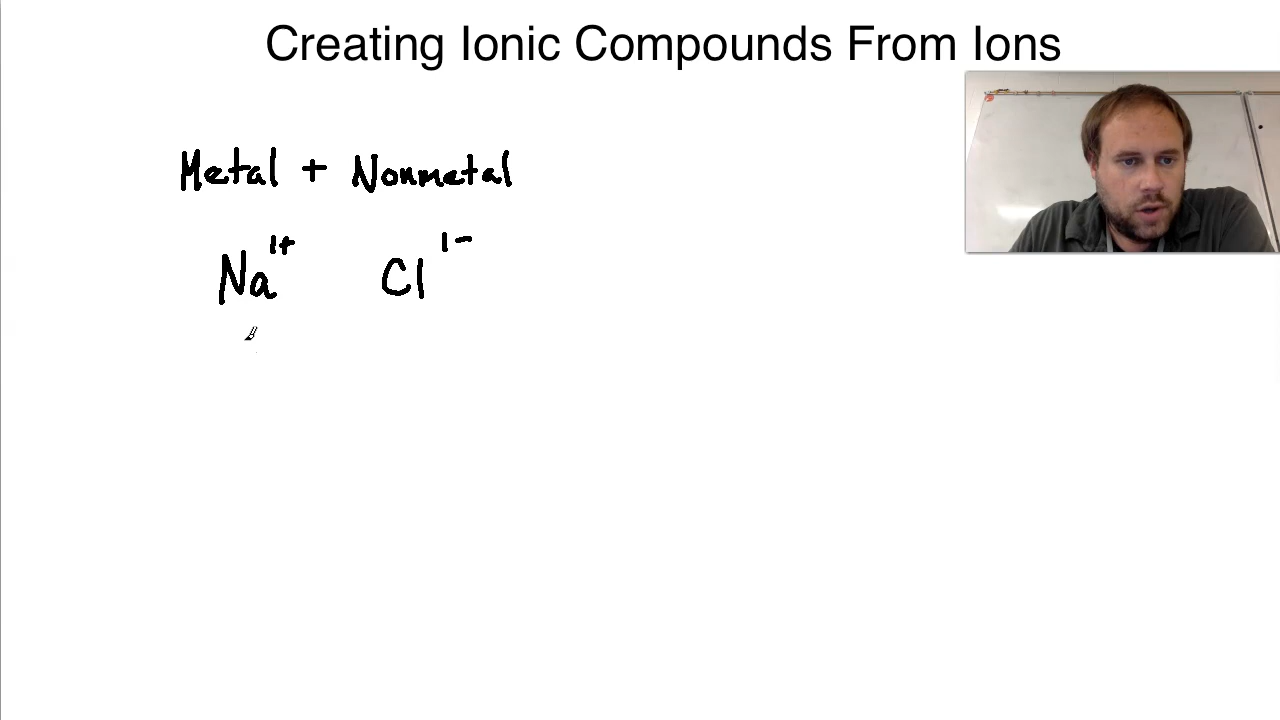 Creating Ionic Compounds From Ions
Metal + Nonmetal
Na¹⁺ Cl¹⁻